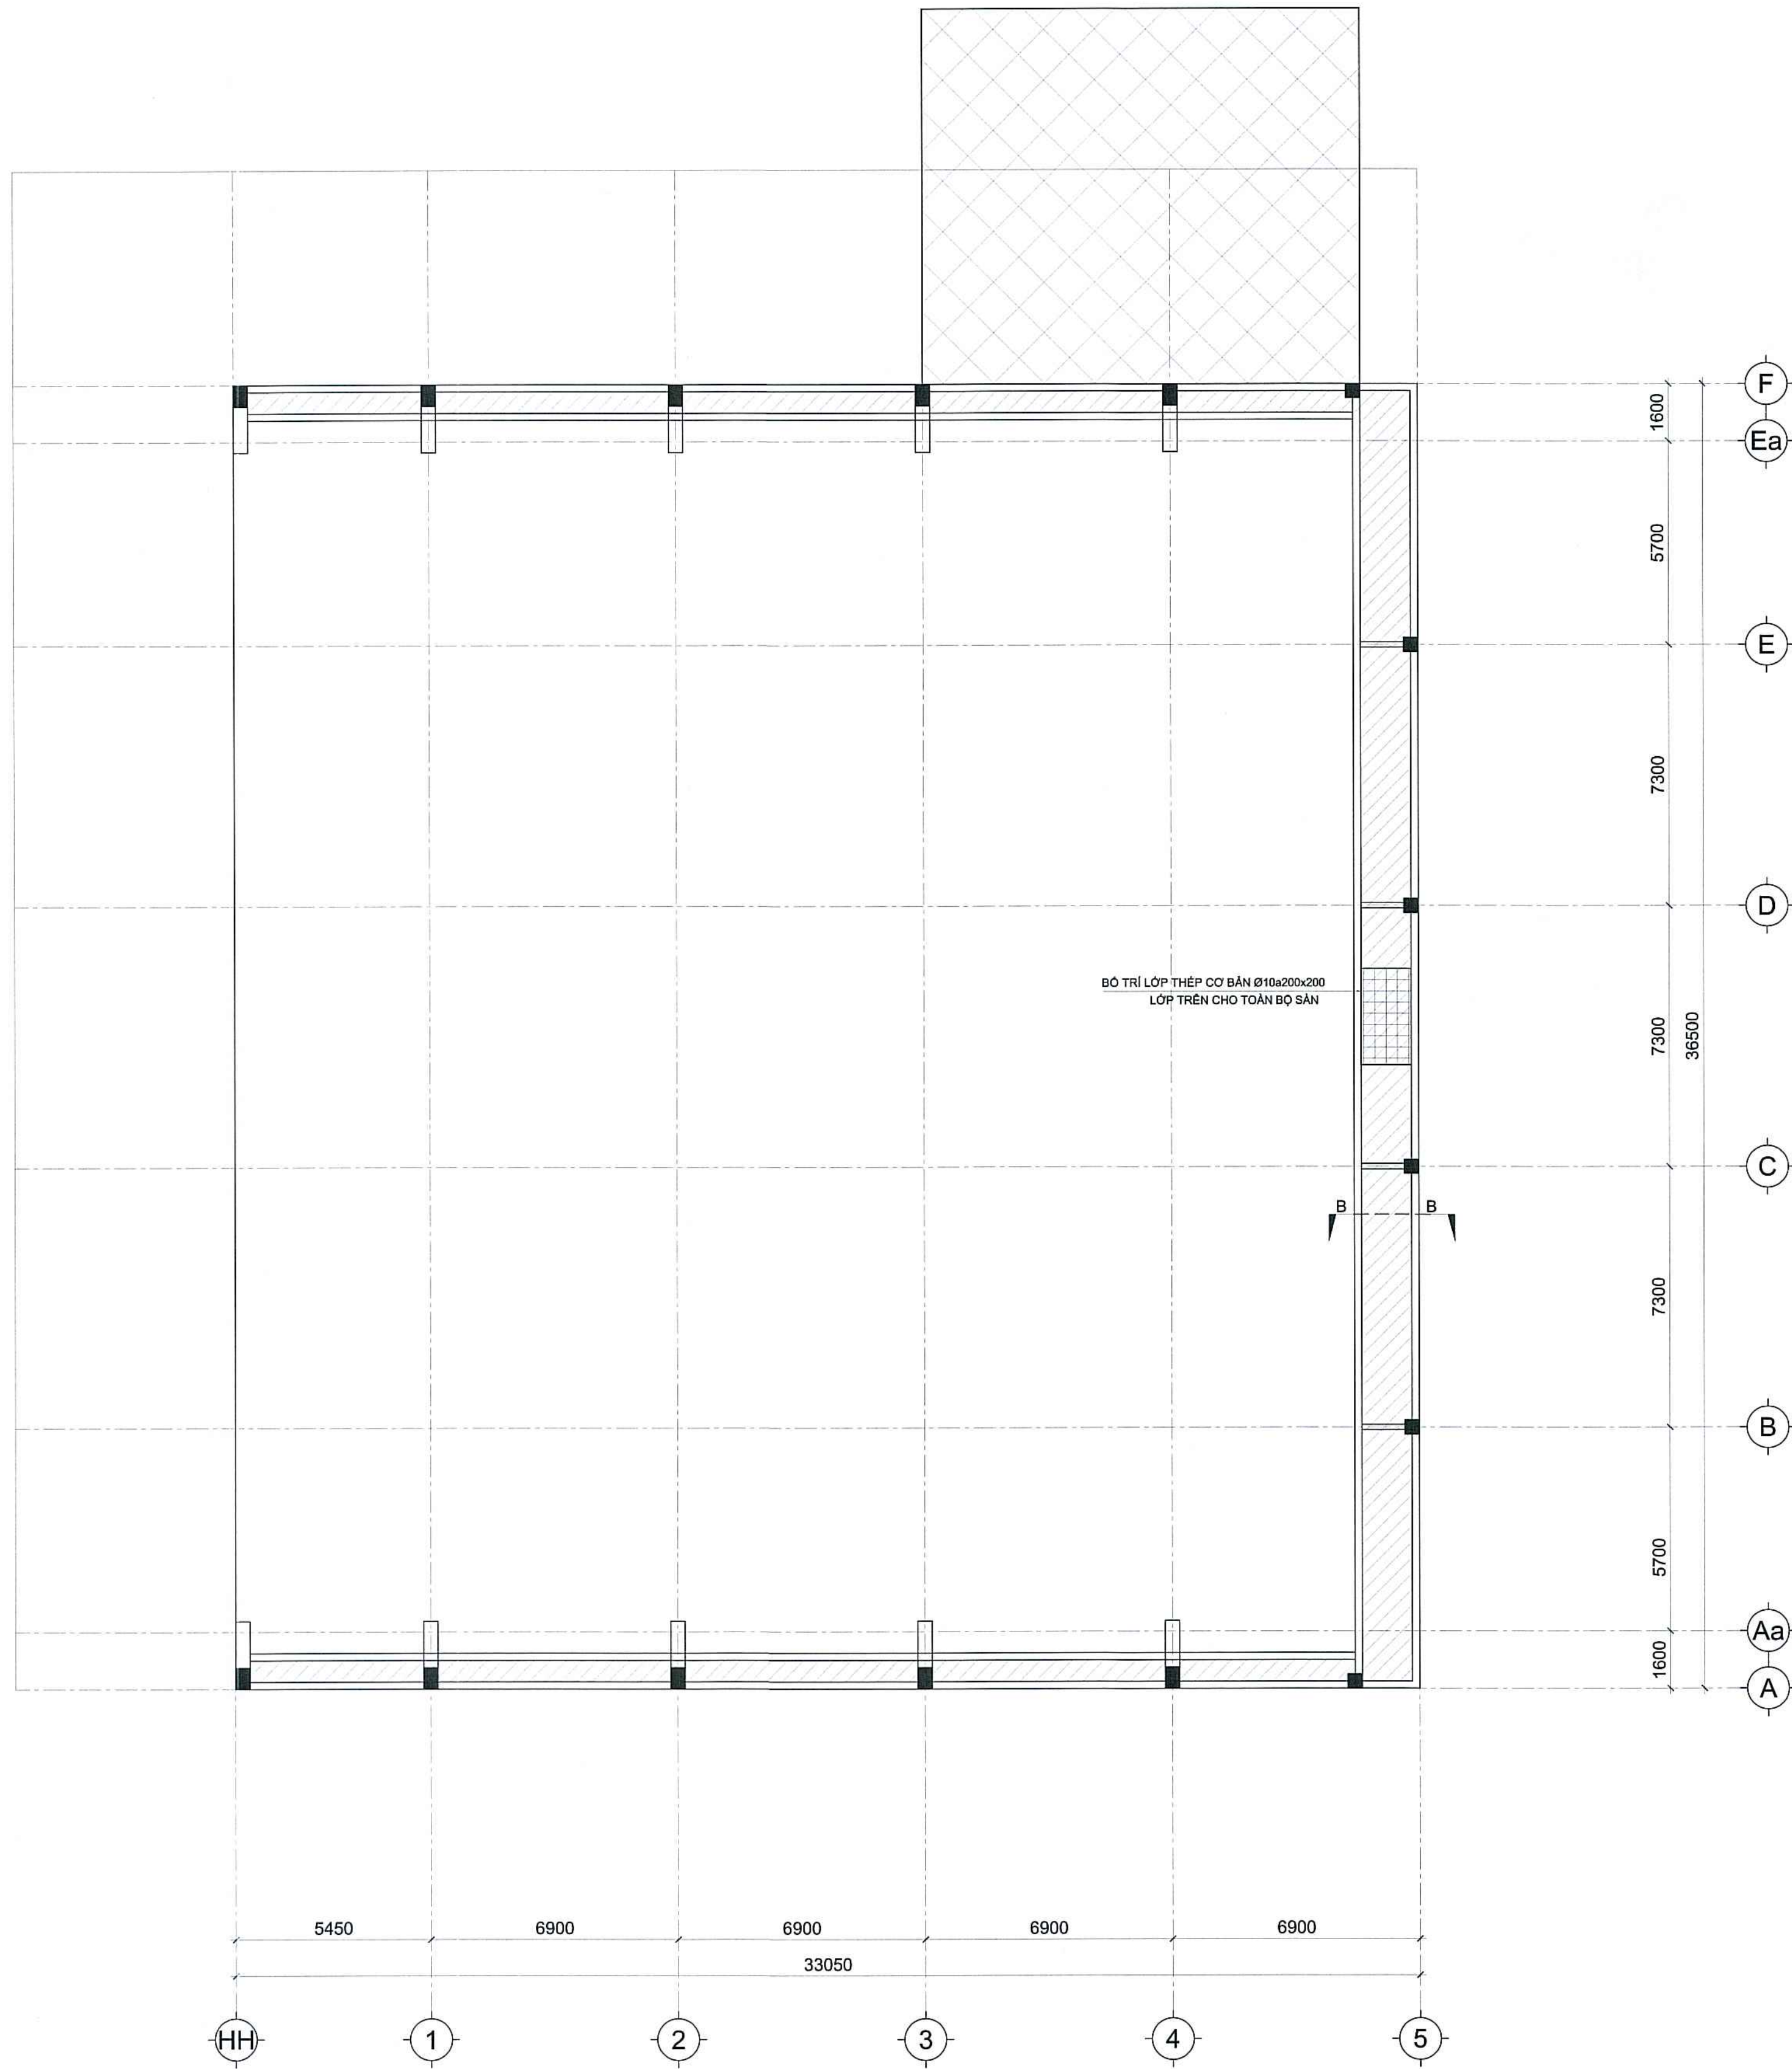 F
1600
Ea
5700
E
7300
D
BỐ TRÍ LỚP THÉP CƠ BẢN Ø10a200x200
LỚP TRÊN CHO TOÀN BỘ SÀN
7300
36500
C
B
B
7300
B
5700
Aa
1600
A
5450
6900
6900
6900
6900
33050
HH
1
2
3
4
5